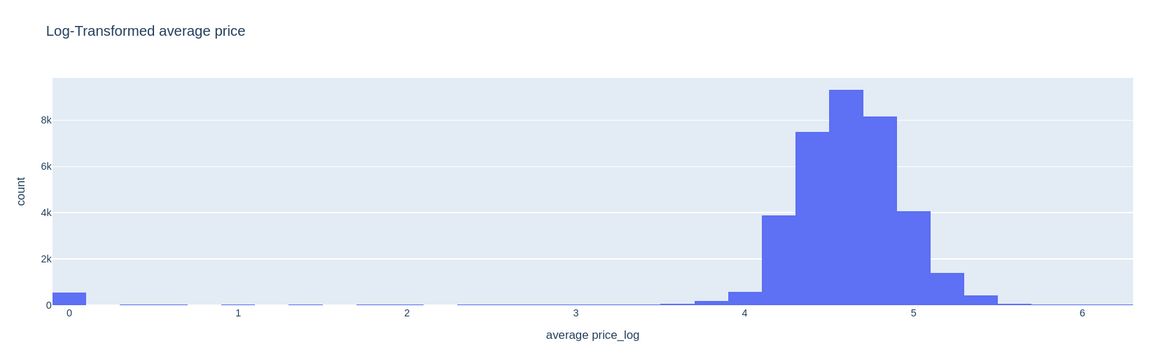 Log-Transformed average price
8k
6k
4k
2k
0
count
0 1 2 3 4 5 6
average price_log